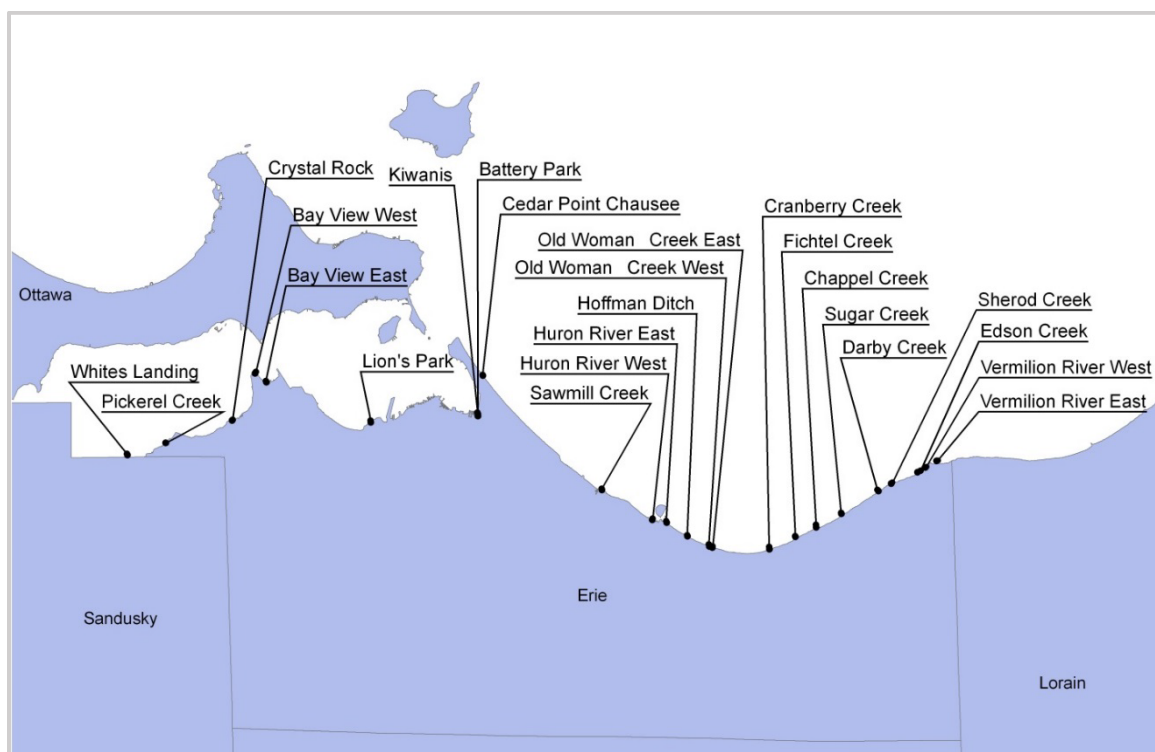 Crystal Rock
Kiwanis
Battery Park
Bay View West
Cedar Point Chausee
Cranberry Creek
Old Woman Creek East
Fichtel Creek
Old Woman Creek West
Bay View East
Chappel Creek
Ottawa
Hoffman Ditch
Sherod Creek
Sugar Creek
Huron River East
Edson Creek
Darby Creek
Lion's Park
Huron River West
Vermilion River West
Whites Landing
Sawmill Creek
Pickerel Creek
Vermilion River East
Erie
Sandusky
Lorain